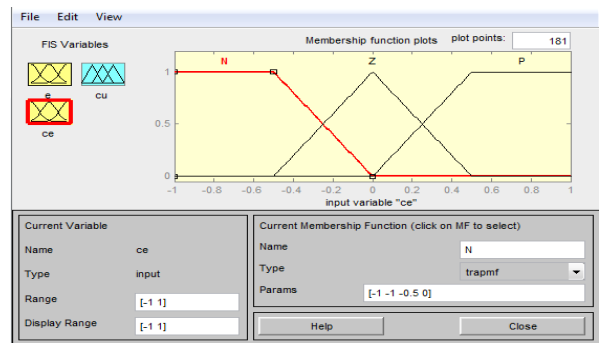 File Edit View
FIS Variables
Membership function plots plot points: 181
e
cu
ce
N Z P
1
0.5
0
-1 -0.8 -0.6 -0.4 -0.2 0 0.2 0.4 0.6 0.8 1
input variable "ce"
Current Variable
Name ce
Type input
Range [-1 1]
Display Range [-1 1]
Current Membership Function (click on MF to select)
Name N
Type trapmf
Params [-1 -1 -0.5 0]
Help Close